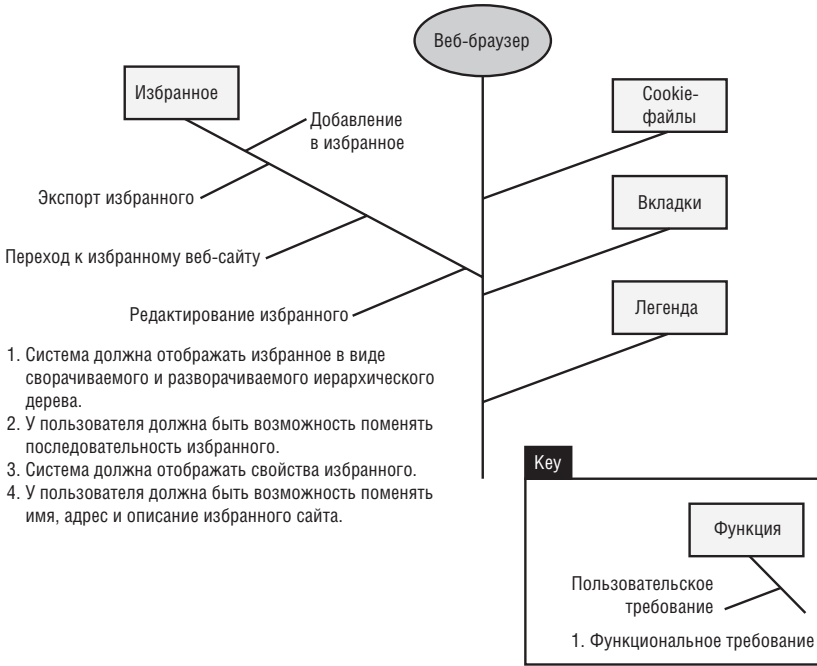 Веб-браузер
Избранное
Добавление
в избранное
Экспорт избранного
Переход к избранному веб-сайту
Редактирование избранного
Cookie-
файлы
Вкладки
Легенда
1. Система должна отображать избранное в виде
сворачиваемого и разворачиваемого иерархического
дерева.
2. У пользователя должна быть возможность поменять
последовательность избранного.
3. Система должна отображать свойства избранного.
4. У пользователя должна быть возможность поменять
имя, адрес и описание избранного сайта.
Key
Функция
Пользовательское
требование
1. Функциональное требование